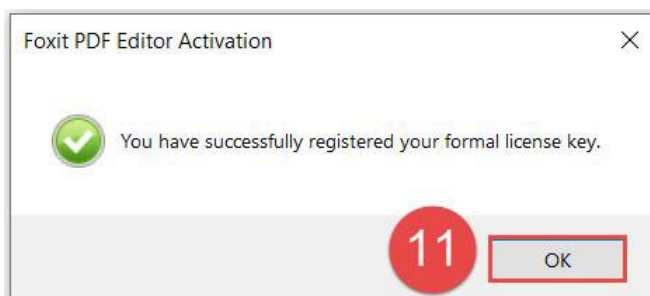 Foxit PDF Editor Activation
You have successfully registered your formal license key.
11
OK